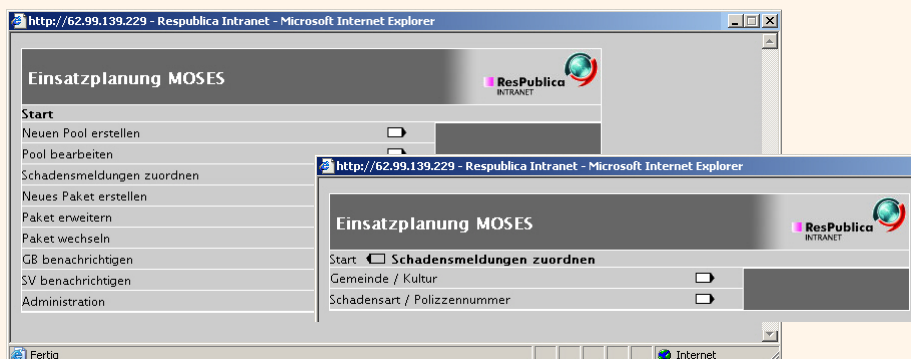 http://62.99.139.229 - Respublica Intranet - Microsoft Internet Explorer
Einsatzplanung MOSES
ResPublica
INTRANET
Start
Neuen Pool erstellen
Pool bearbeiten
Schadensmeldungen zuordnen
Neues Paket erstellen
Paket erweitern
Paket wechseln
GB benachrichtigen
SV benachrichtigen
Administration
Fertig
Internet
http://62.99.139.229 - Respublica Intranet - Microsoft Internet Explorer
Einsatzplanung MOSES
ResPublica
INTRANET
Start Schadensmeldungen zuordnen
Gemeinde / Kultur
Schadensart / Polizzennummer